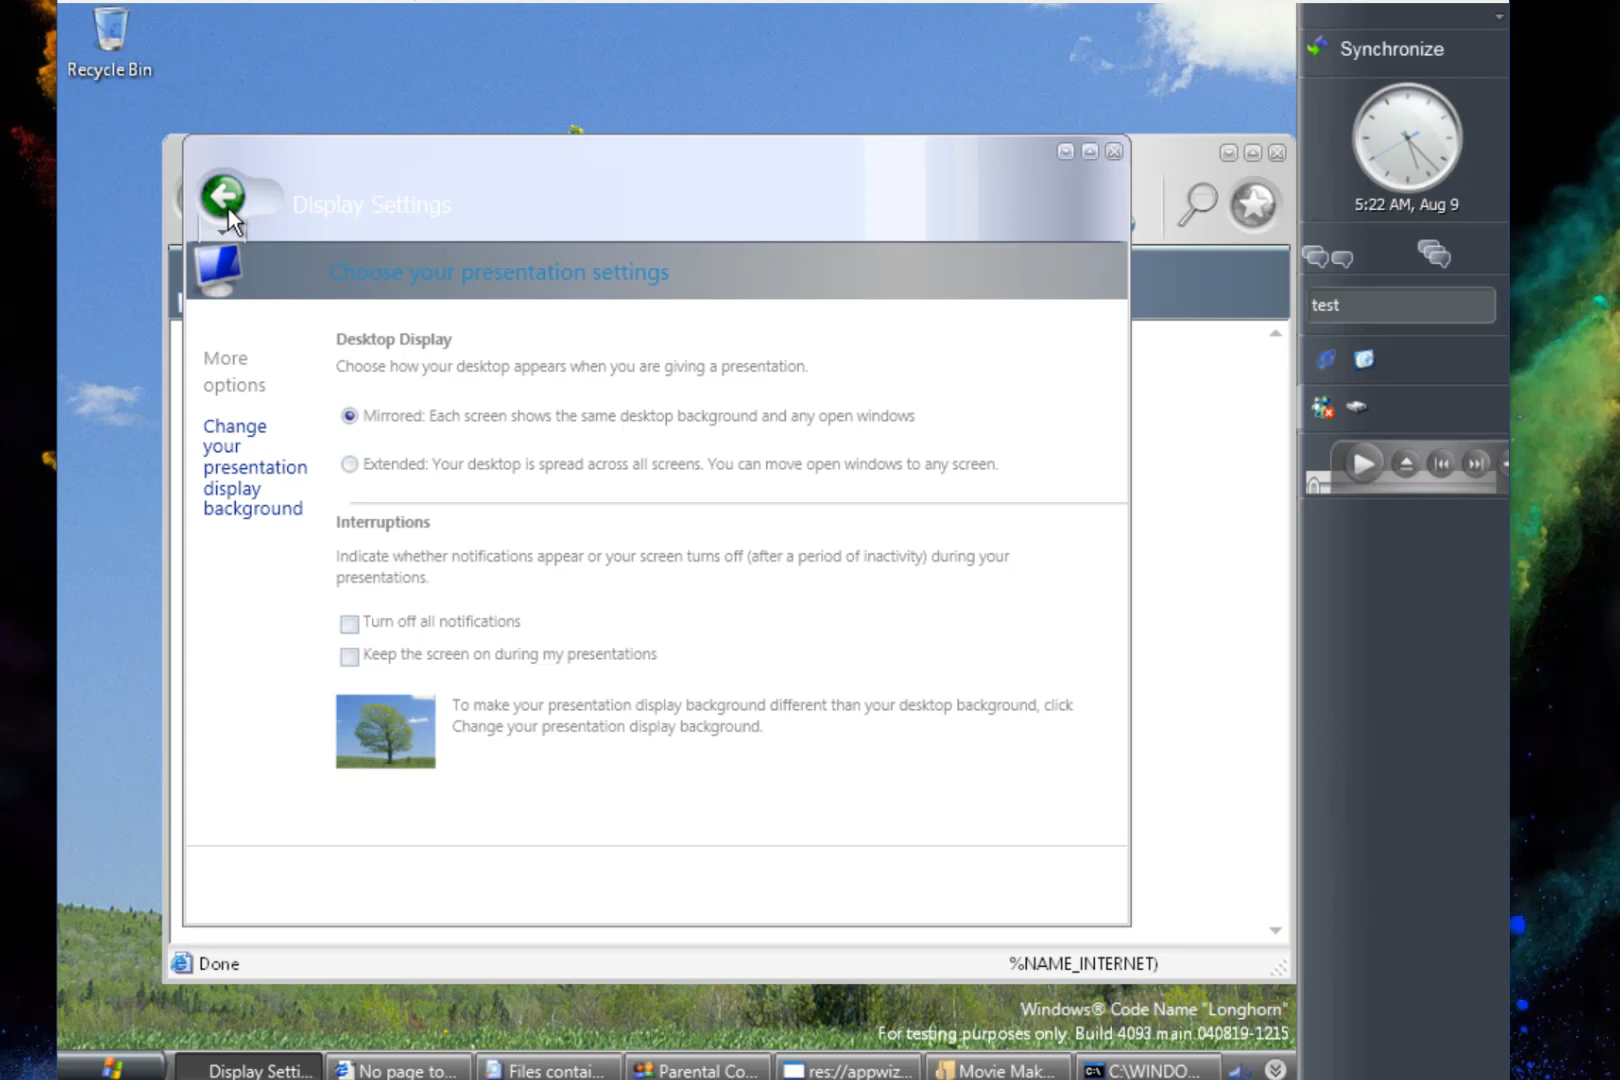 Recycle Bin
Synchronize
5:22 AM, Aug 9
test
Display Settings
Choose your presentation settings
More
options
Change
your
presentation
display
background
Desktop Display
Choose how your desktop appears when you are giving a presentation.
Mirrored: Each screen shows the same desktop background and any open windows
Extended: Your desktop is spread across all screens. You can move open windows to any screen.
Interruptions
Indicate whether notifications appear or your screen turns off (after a period of inactivity) during your
presentations.
Turn off all notifications
Keep the screen on during my presentations
To make your presentation display background different than your desktop background, click
Change your presentation display background.
Done
%NAME_INTERNET)
Windows® Code Name "Longhorn"
For testing purposes only. Build 4093.main.040819-1215
Display Setti...
No page to...
Files contai...
Parental Co...
res://appwiz...
Movie Mak...
C:\WINDO...